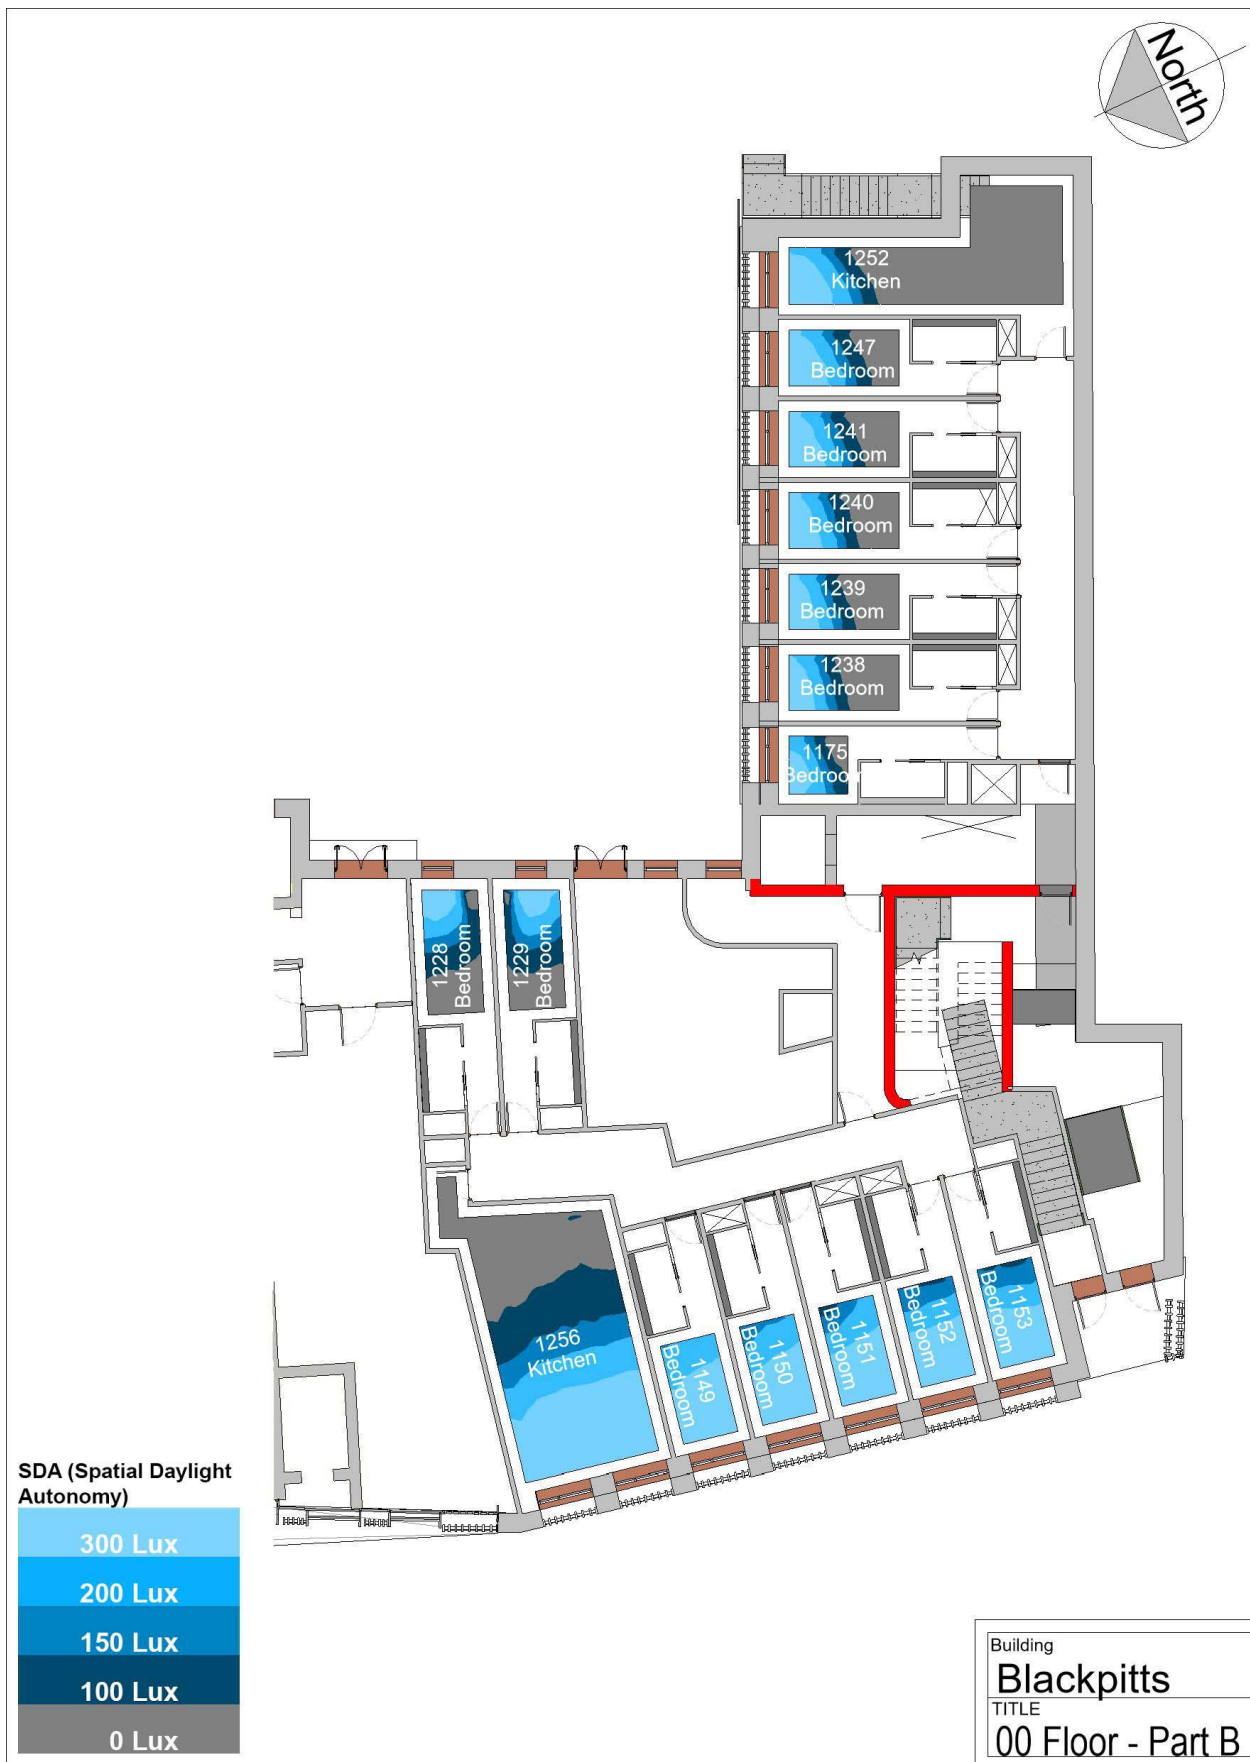 North
1252
Kitchen
1247
Bedroom
1241
Bedroom
1240
Bedroom
1239
Bedroom
1238
Bedroom
1175
Bedroom
1228
Bedroom
1229
Bedroom
1256
Kitchen
1149
Bedroom
1150
Bedroom
1151
Bedroom
1152
Bedroom
1153
Bedroom
SDA (Spatial Daylight
Autonomy)
300 Lux
200 Lux
150 Lux
100 Lux
0 Lux
Building
Blackpitts
TITLE
00 Floor - Part B